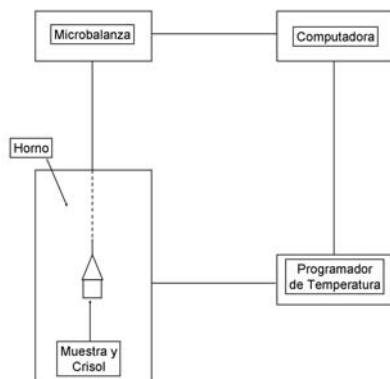 Microbalanza
Computadora
Horno
Programador
de Temperatura
Muestra y
Crisol